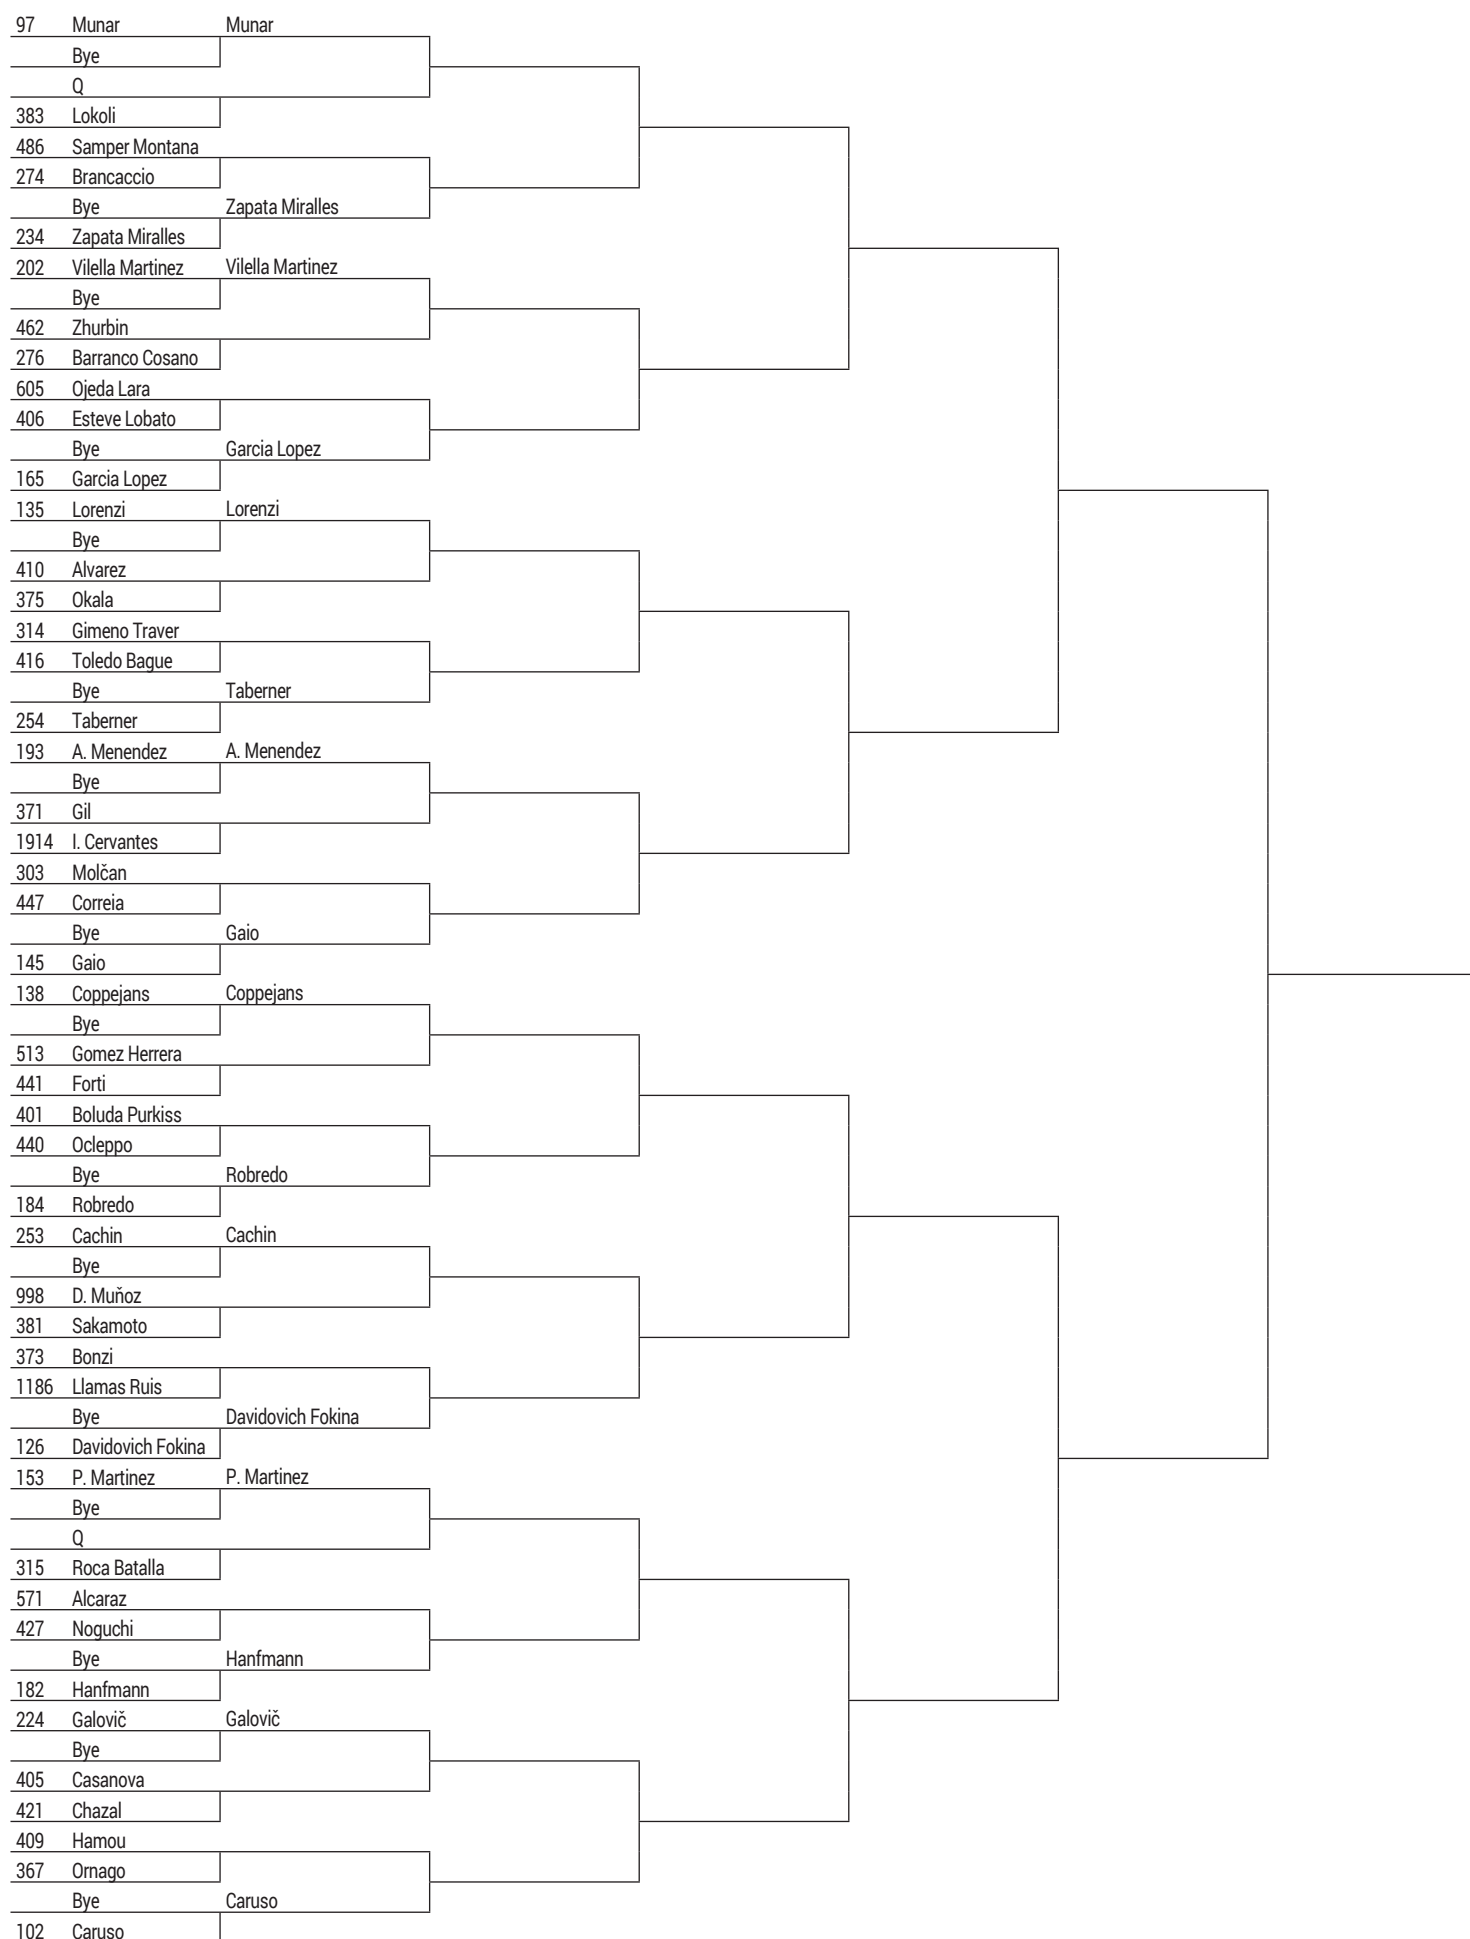 97 Munar Munar
Bye
Q
383 Lokoli
486 Samper Montana
274 Brancaccio
Bye Zapata Miralles
234 Zapata Miralles
202 Vilella Martinez Vilella Martinez
Bye
462 Zhurbin
276 Barranco Cosano
605 Ojeda Lara
406 Esteve Lobato
Bye Garcia Lopez
165 Garcia Lopez
135 Lorenzi Lorenzi
Bye
410 Alvarez
375 Okala
314 Gimeno Traver
416 Toledo Bague
Bye Taberner
254 Taberner
193 A. Menendez A. Menendez
Bye
371 Gil
1914 I. Cervantes
303 Molčan
447 Correia
Bye Gaio
145 Gaio
138 Coppejans Coppejans
Bye
513 Gomez Herrera
441 Forti
401 Boluda Purkiss
440 Ocleppo
Bye Robredo
184 Robredo
253 Cachin Cachin
Bye
998 D. Muňoz
381 Sakamoto
373 Bonzi
1186 Llamas Ruis
Bye Davidovich Fokina
126 Davidovich Fokina
153 P. Martinez P. Martinez
Bye
Q
315 Roca Batalla
571 Alcaraz
427 Noguchi
Bye Hanfmann
182 Hanfmann
224 Galovič Galovič
Bye
405 Casanova
421 Chazal
409 Hamou
367 Ornago
Bye Caruso
102 Caruso